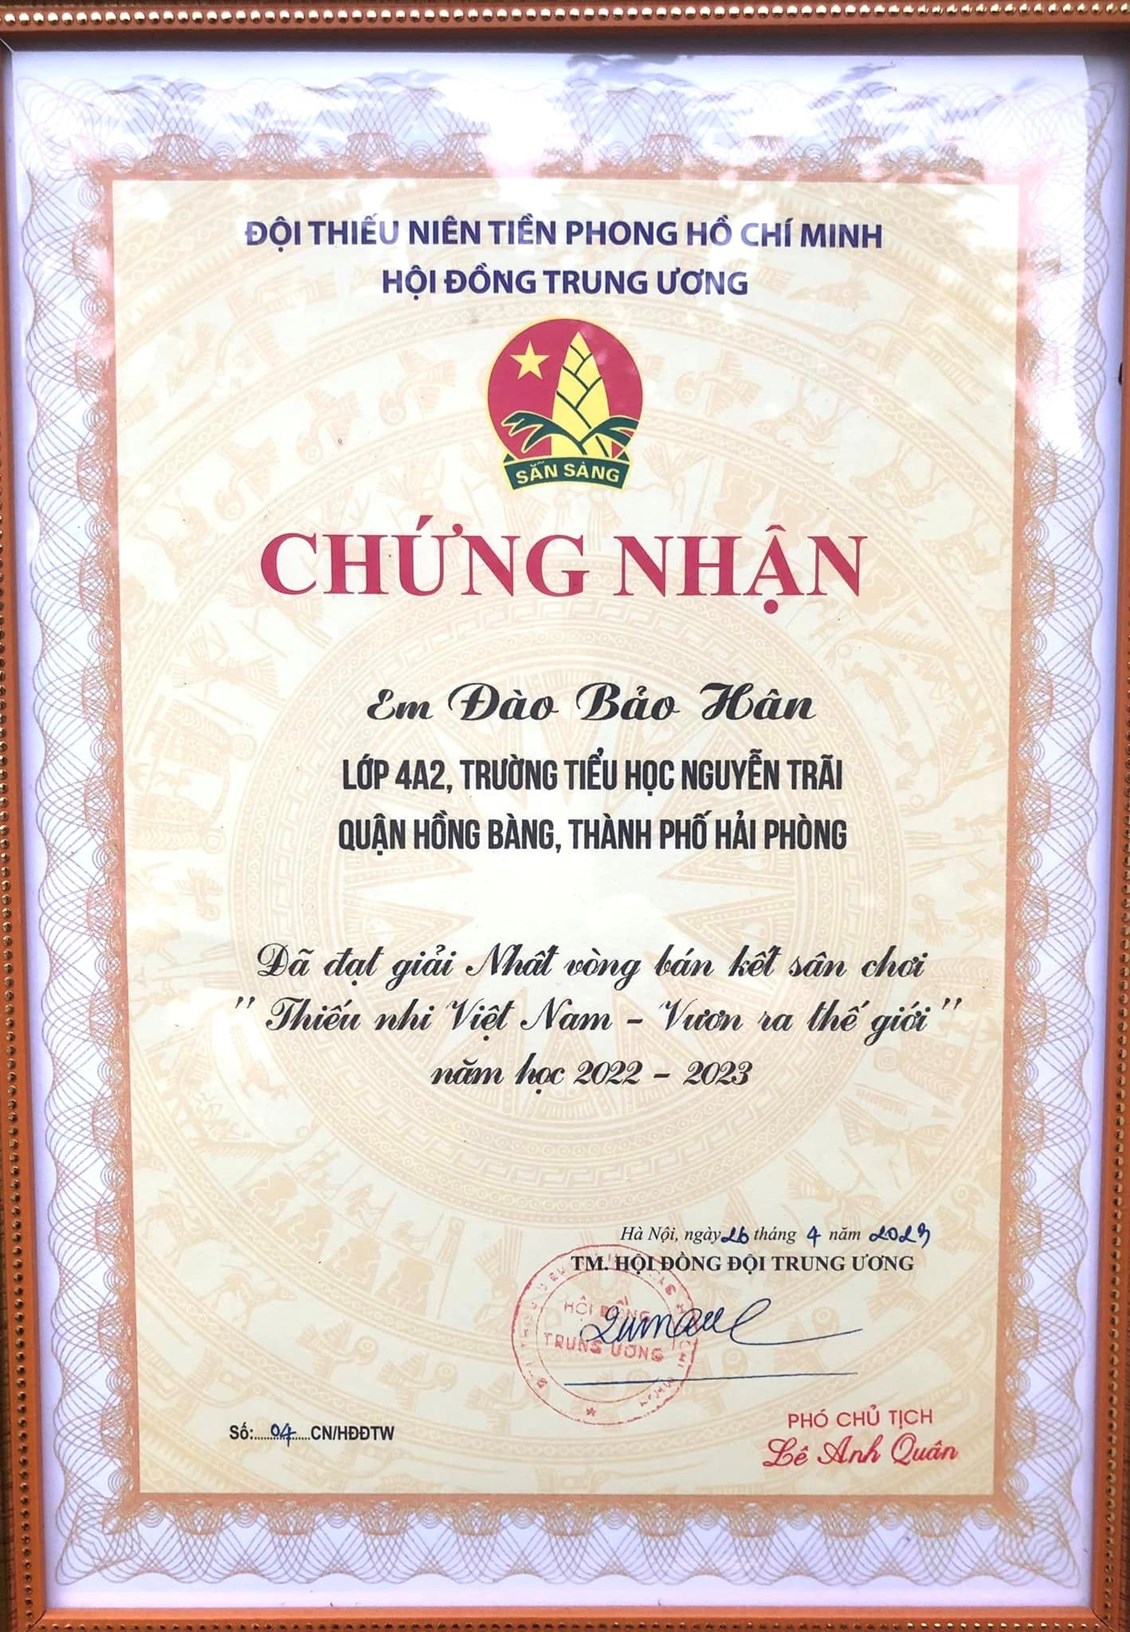 ĐỘI THIẾU NIÊN TIỀN PHONG HỒ CHÍ MINH
HỘI ĐỒNG TRUNG ƯƠNG
SẴN SÀNG
CHỨNG NHẬN
Em Đào Bảo Hân
LỚP 4A2, TRƯỜNG TIỂU HỌC NGUYỄN TRÃI
QUẬN HỒNG BÀNG, THÀNH PHỐ HẢI PHÒNG
Đã đạt giải Nhất vòng bán kết sân chơi
" Thiếu nhi Việt Nam - Vươn ra thế giới "
năm học 2022 - 2023
Hà Nội, ngày 26 tháng 4 năm 2023
TM. HỘI ĐỒNG ĐỘI TRUNG ƯƠNG
HỘI ĐỒNG
TRUNG ƯƠNG
Số:.....04.....CN/HĐĐTW
PHÓ CHỦ TỊCH
Lê Anh Quân